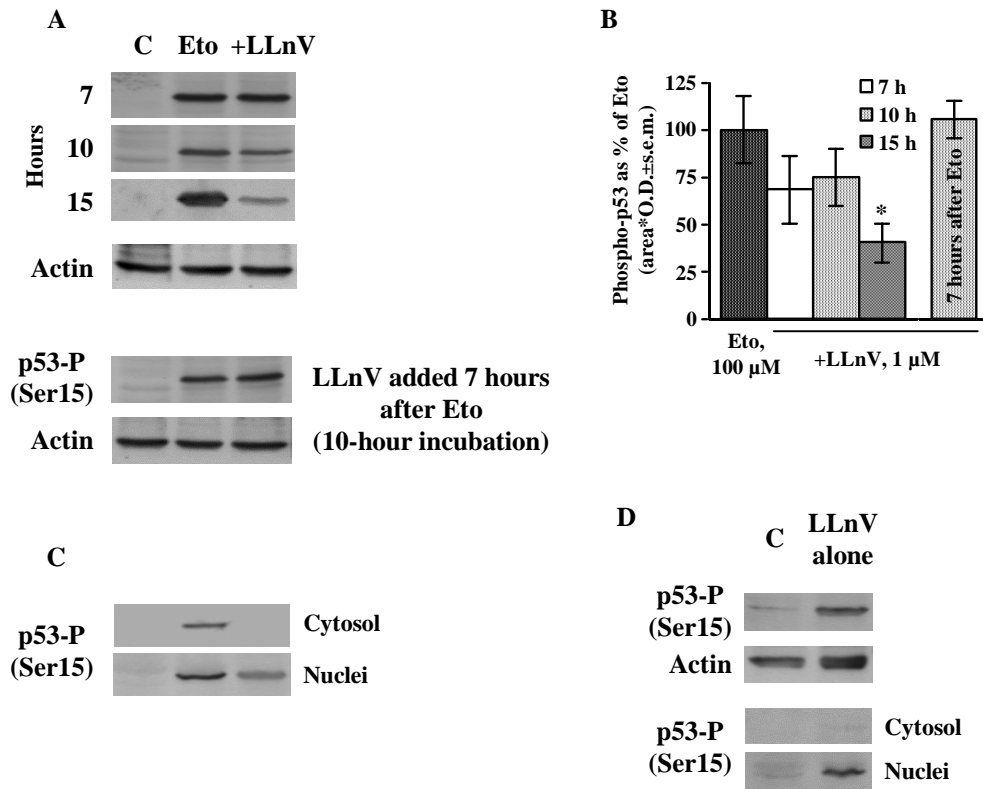 A
C Eto +LLnV
7
10
15
Hours
Actin
p53-P
(Ser15)
Actin
LLnV added 7 hours
after Eto
(10-hour incubation)
B
Phospho-p53 as % of Eto
(area*O.D.±s.e.m.)
125
100
75
50
25
0
7 h
10 h
15 h
*
7 hours after Eto
Eto,
100 µM
+LLnV, 1 µM
C
p53-P
(Ser15)
Cytosol
Nuclei
D
C
LLnV
alone
p53-P
(Ser15)
Actin
p53-P
(Ser15)
Cytosol
Nuclei